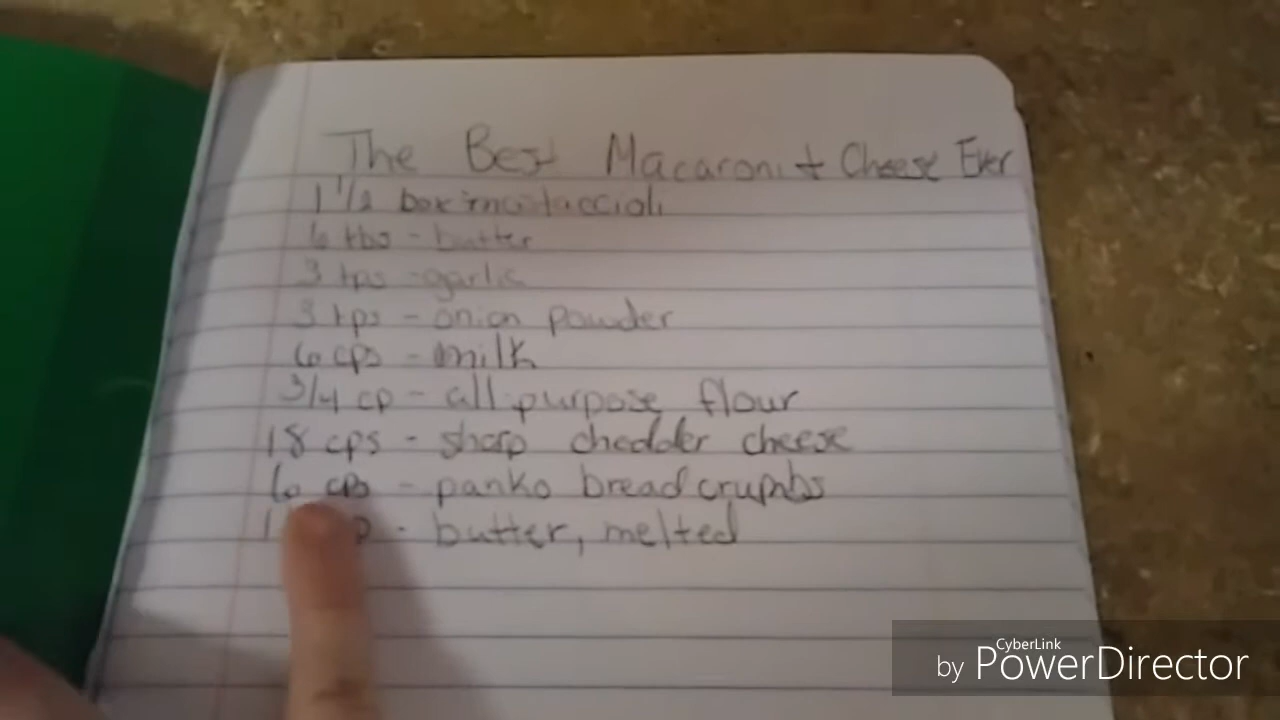 The Best Macaroni + Cheese Ever
1 1/2 box mustaccioli
6 tbs - butter
3 tps - garlic
3 tps - onion powder
6 cps - milk
3/4 cp - all purpose flour
18 cps - sharp chedder cheese
6 cps - panko bread crumbs
butter, melted
CyberLink
by PowerDirector